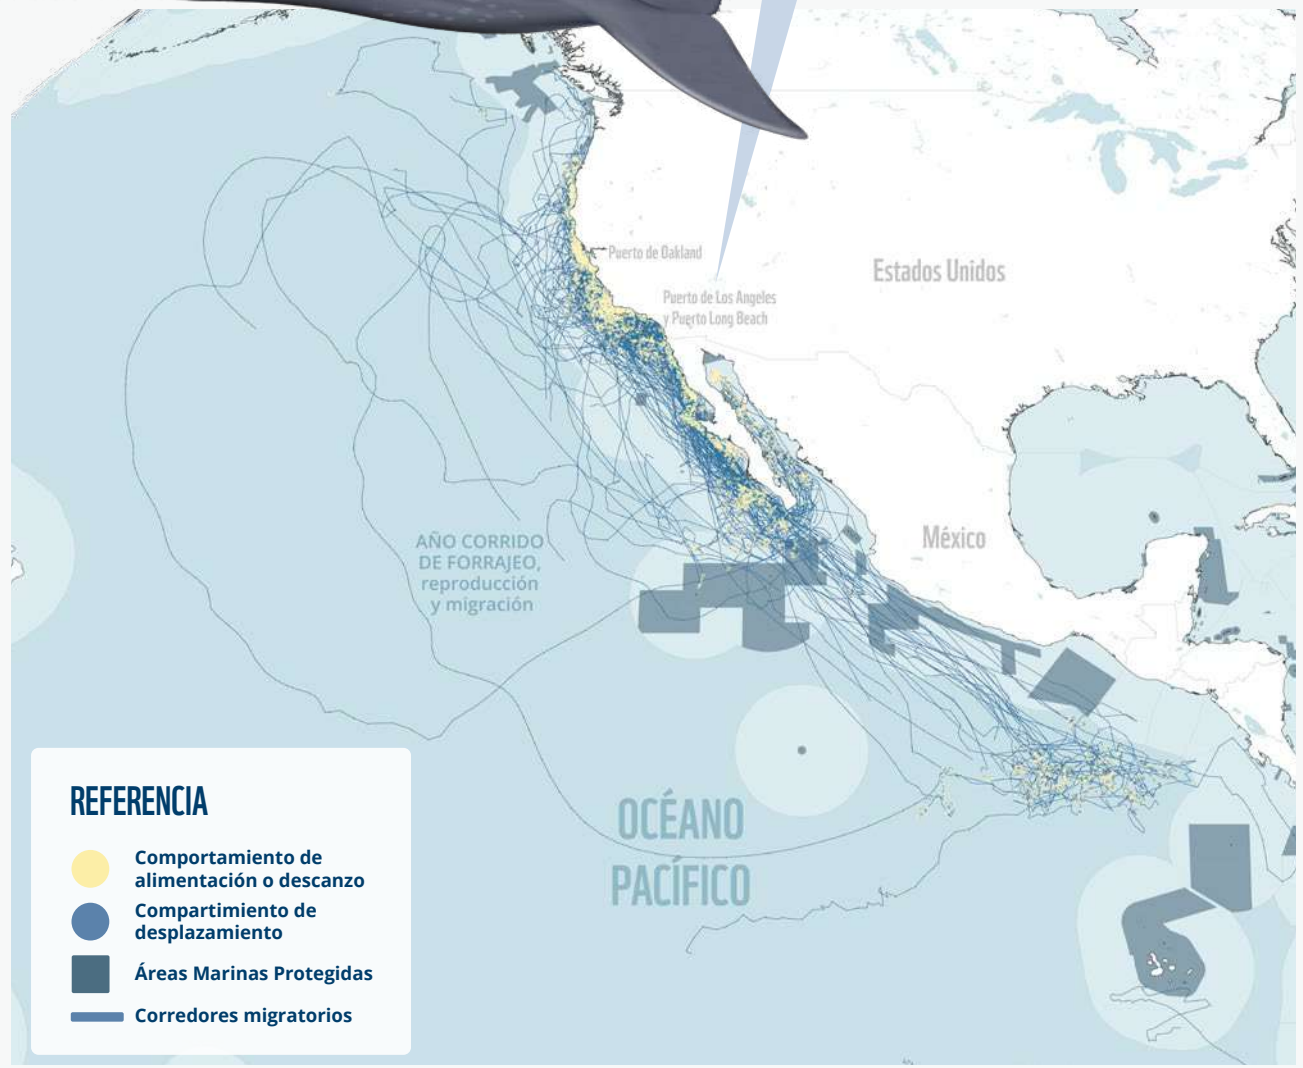 Puerto de Oakland
Estados Unidos
Puerto de Los Angeles
y Puerto Long Beach
México
AÑO CORRIDO
DE FORRAJEO,
reproducción
y migración
OCÉANO
PACÍFICO
REFERENCIA
Comportamiento de
alimentación o descanzo
Compartimiento de
desplazamiento
Áreas Marinas Protegidas
Corredores migratorios